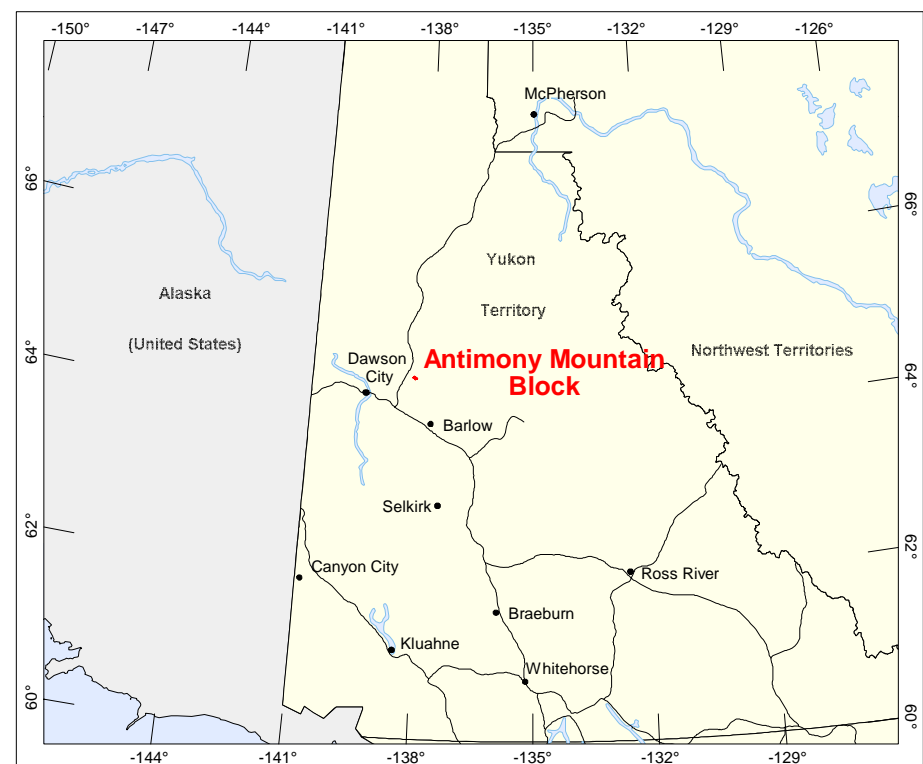 -150° -147° -144° -141° -138° -135° -132° -129° -126°
McPherson
66°
66°
Yukon
Territory
Alaska
(United States)
Northwest Territories
64°
64°
Dawson
City
Antimony Mountain
Block
Barlow
Selkirk
62°
62°
Canyon City
Ross River
Braeburn
Kluahne
Whitehorse
60°
60°
-144° -141° -138° -135° -132° -129°